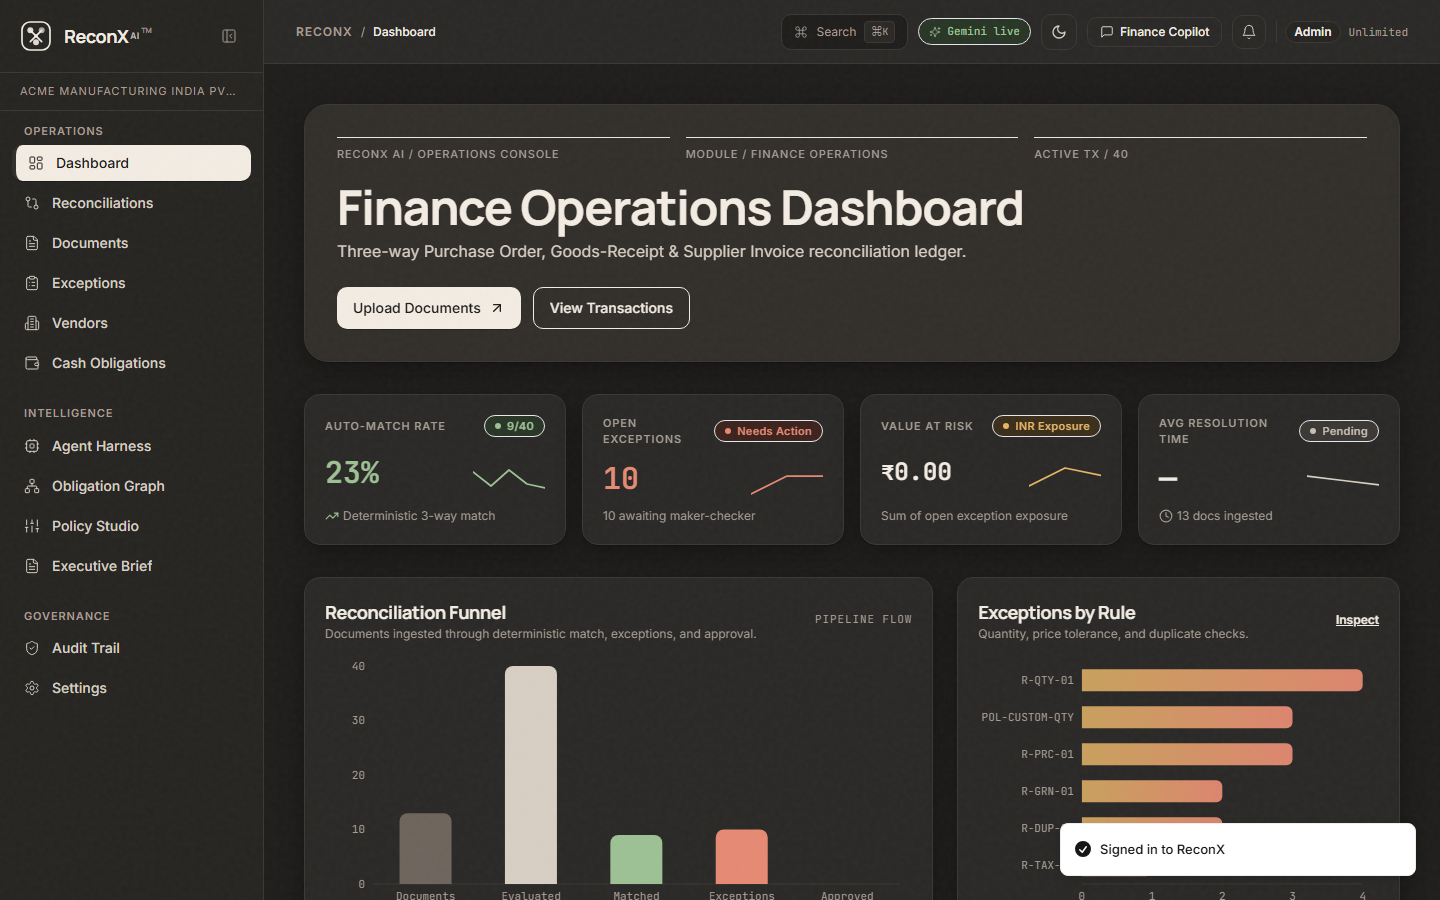 ReconX AI TM
ACME MANUFACTURING INDIA PV...
OPERATIONS
Dashboard
Reconciliations
Documents
Exceptions
Vendors
Cash Obligations
INTELLIGENCE
Agent Harness
Obligation Graph
Policy Studio
Executive Brief
GOVERNANCE
Audit Trail
Settings
RECONX / Dashboard
Search ⌘K
Gemini live
Finance Copilot
Admin Unlimited
RECONX AI / OPERATIONS CONSOLE
MODULE / FINANCE OPERATIONS
ACTIVE TX / 40
Finance Operations Dashboard
Three-way Purchase Order, Goods-Receipt & Supplier Invoice reconciliation ledger.
Upload Documents
View Transactions
AUTO-MATCH RATE
9/40
23%
Deterministic 3-way match
OPEN
EXCEPTIONS
Needs Action
10
10 awaiting maker-checker
VALUE AT RISK
INR Exposure
₹0.00
Sum of open exception exposure
AVG RESOLUTION
TIME
Pending
—
13 docs ingested
Reconciliation Funnel
Documents ingested through deterministic match, exceptions, and approval.
PIPELINE FLOW
40
30
20
10
0
Documents Evaluated Matched Exceptions Approved
Exceptions by Rule
Quantity, price tolerance, and duplicate checks.
Inspect
R-QTY-01
POL-CUSTOM-QTY
R-PRC-01
R-GRN-01
R-DUP-
R-TAX-
0 1 2 3 4
Signed in to ReconX